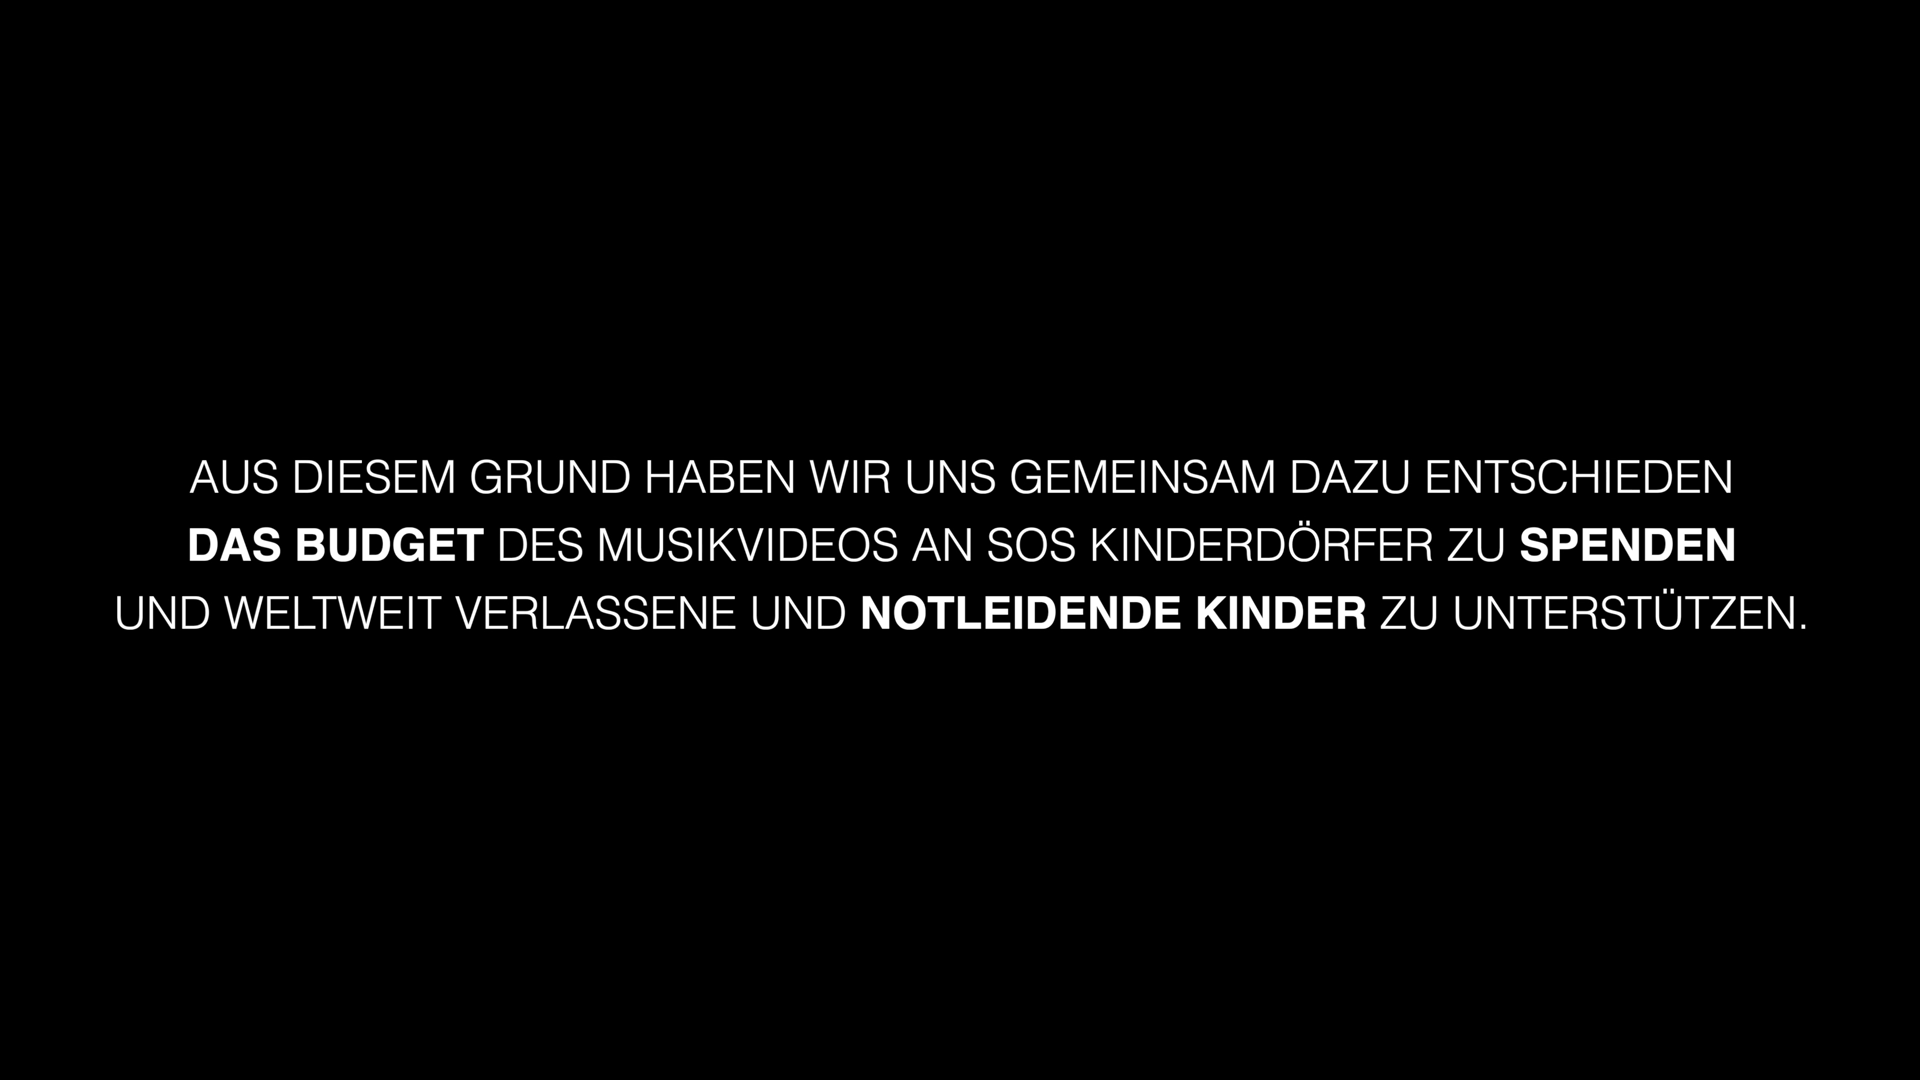 AUS DIESEM GRUND HABEN WIR UNS GEMEINSAM DAZU ENTSCHIEDEN
DAS BUDGET DES MUSIKVIDEOS AN SOS KINDERDÖRFER ZU SPENDEN
UND WELTWEIT VERLASSENE UND NOTLEIDENDE KINDER ZU UNTERSTÜTZEN.